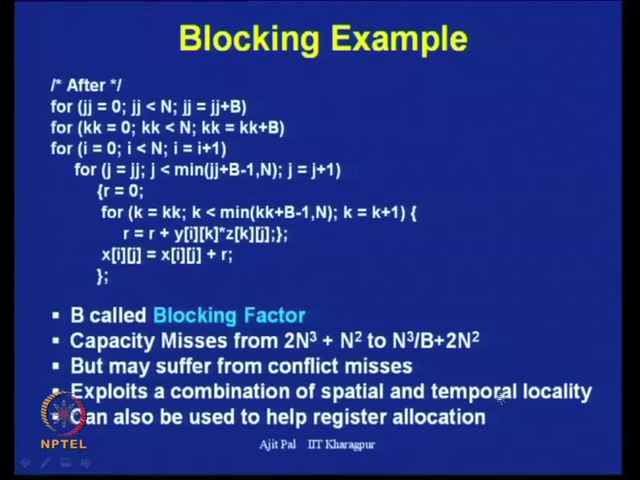 Blocking Example
/* After */
for (jj = 0; jj < N; jj = jj+B)
for (kk = 0; kk < N; kk = kk+B)
for (i = 0; i < N; i = i+1)
for (j = jj; j < min(jj+B-1,N); j = j+1)
{r = 0;
for (k = kk; k < min(kk+B-1,N); k = k+1) {
r = r + y[i][k]*z[k][j];};
x[i][j] = x[i][j] + r;
};
▪ B called Blocking Factor
▪ Capacity Misses from 2N³ + N² to N³/B+2N²
▪ But may suffer from conflict misses
▪ Exploits a combination of spatial and temporal locality
▪ Can also be used to help register allocation
NPTEL
Ajit Pal IIT Kharagpur